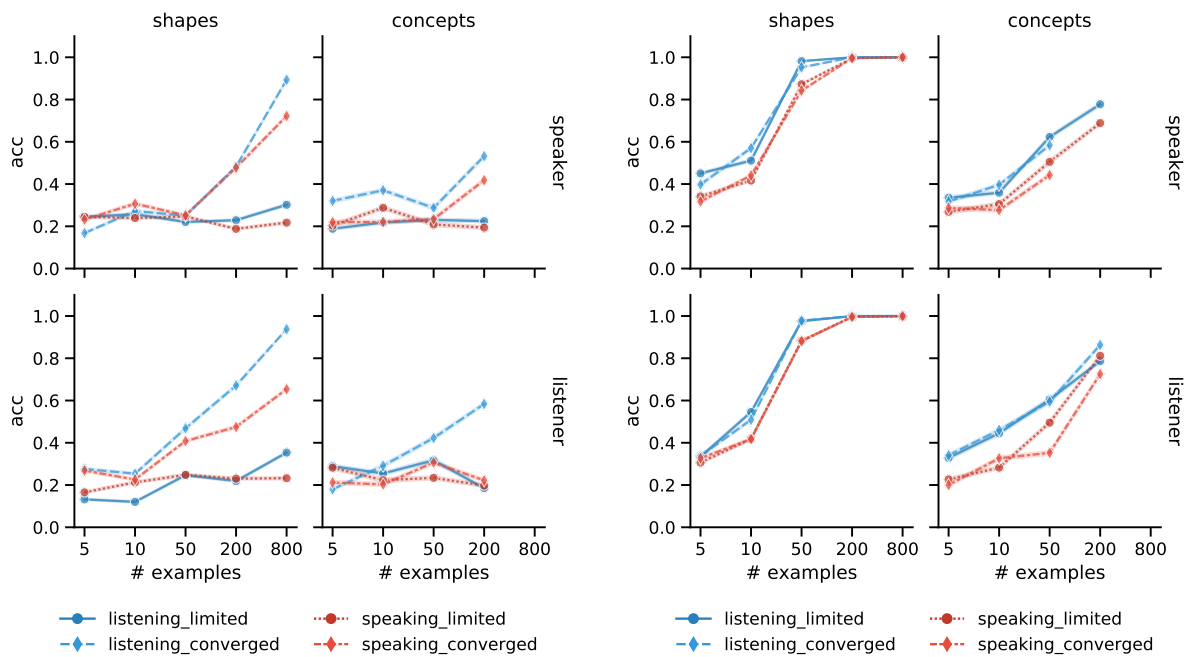 shapes
concepts
acc
1.0
0.8
0.6
0.4
0.2
0.0
speaker
acc
1.0
0.8
0.6
0.4
0.2
0.0
listener
5 10 50 200 800
5 10 50 200 800
# examples
# examples
listening_limited
listening_converged
speaking_limited
speaking_converged
shapes
concepts
acc
1.0
0.8
0.6
0.4
0.2
0.0
speaker
acc
1.0
0.8
0.6
0.4
0.2
0.0
listener
5 10 50 200 800
5 10 50 200 800
# examples
# examples
listening_limited
listening_converged
speaking_limited
speaking_converged